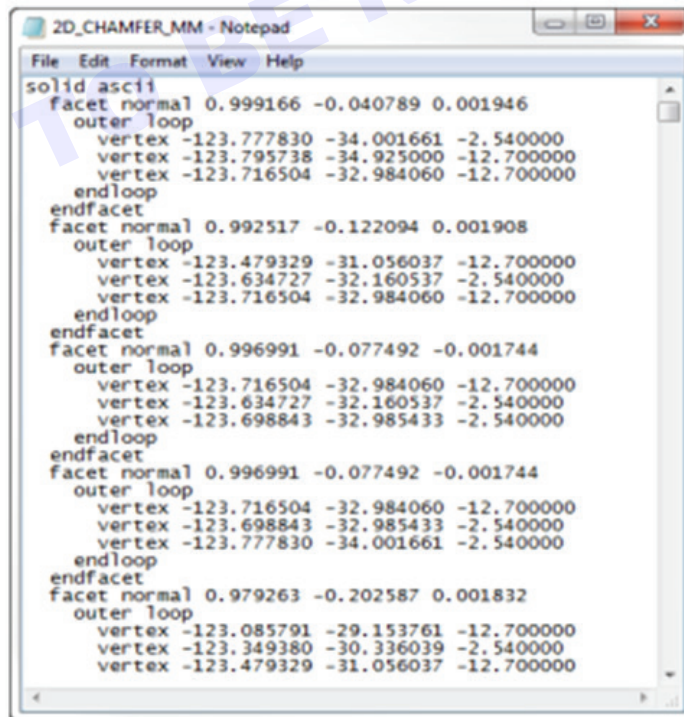 2D_CHAMFER_MM - Notepad
File Edit Format View Help
solid ascii
facet normal 0.999166 -0.040789 0.001946
outer loop
vertex -123.777830 -34.001661 -2.540000
vertex -123.795738 -34.925000 -12.700000
vertex -123.716504 -32.984060 -12.700000
endloop
endfacet
facet normal 0.992517 -0.122094 0.001908
outer loop
vertex -123.479329 -31.056037 -12.700000
vertex -123.634727 -32.160537 -2.540000
vertex -123.716504 -32.984060 -12.700000
endloop
endfacet
facet normal 0.996991 -0.077492 -0.001744
outer loop
vertex -123.716504 -32.984060 -12.700000
vertex -123.634727 -32.160537 -2.540000
vertex -123.698843 -32.985433 -2.540000
endloop
endfacet
facet normal 0.996991 -0.077492 -0.001744
outer loop
vertex -123.716504 -32.984060 -12.700000
vertex -123.698843 -32.985433 -2.540000
vertex -123.777830 -34.001661 -2.540000
endloop
endfacet
facet normal 0.979263 -0.202587 0.001832
outer loop
vertex -123.085791 -29.153761 -12.700000
vertex -123.349380 -30.336039 -2.540000
vertex -123.479329 -31.056037 -12.700000
TO BE